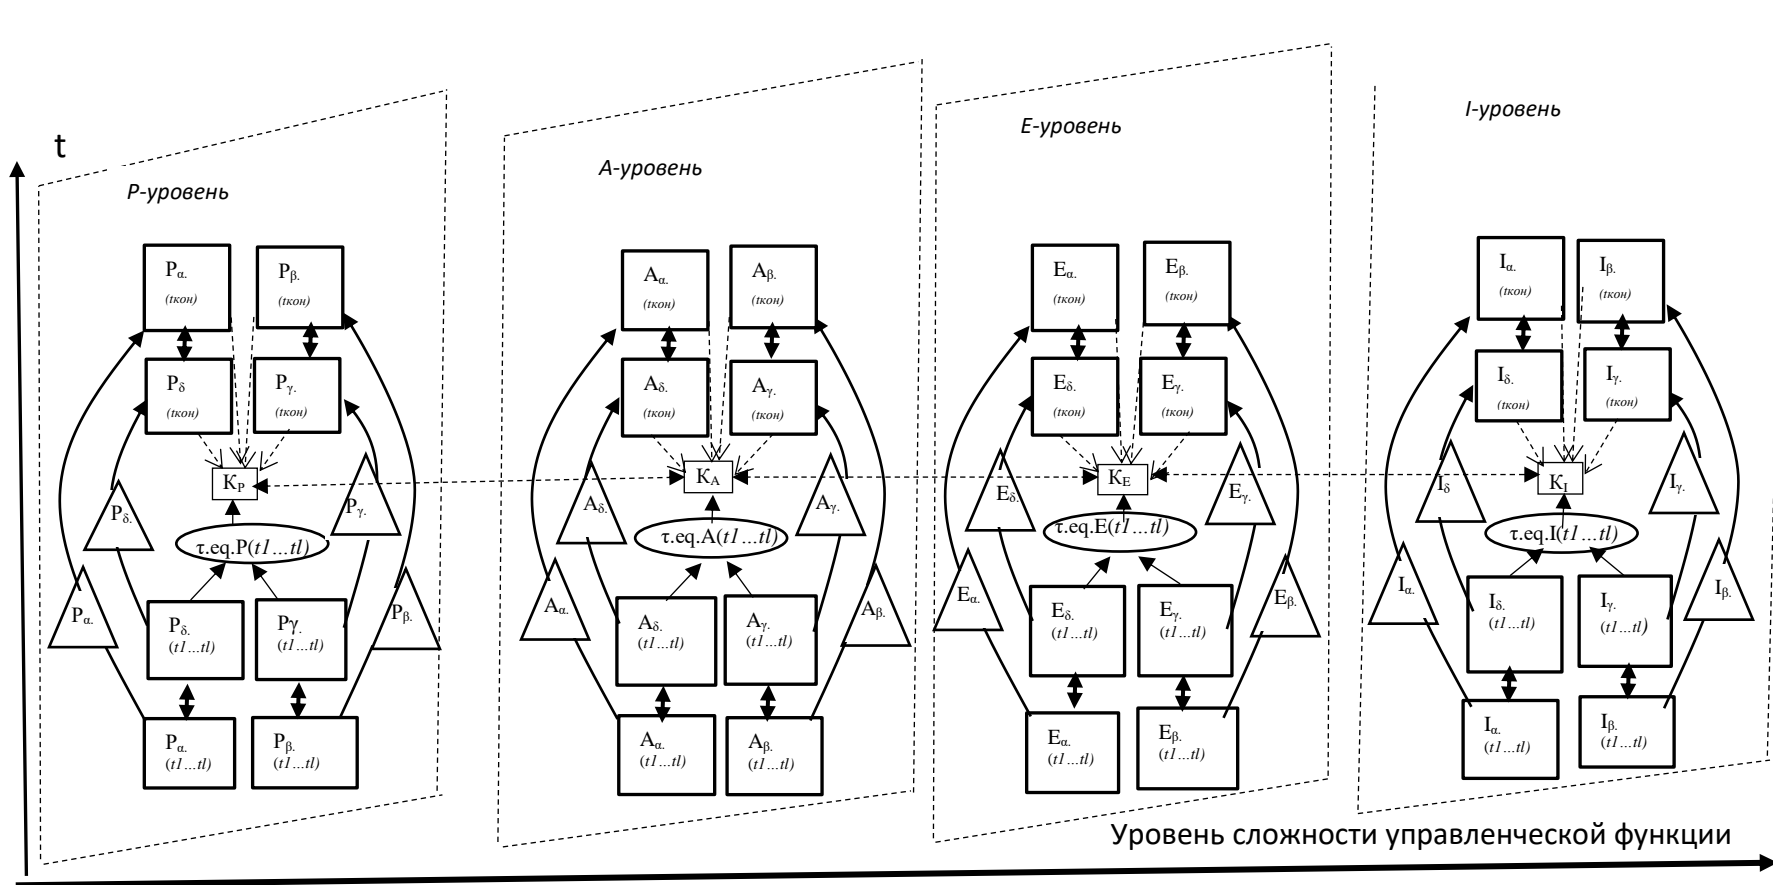 t
P-уровень
Pα.
(tкон)
Pβ.
(tкон)
Pδ
(tкон)
Pγ.
(tкон)
KP
Pδ.
Pγ.
τ.eq.P(t1...tl)
Pα.
Pβ.
Pδ.
(t1...tl)
Pγ.
(t1...tl)
Pα.
(t1...tl)
Pβ.
(t1...tl)
A-уровень
Aα.
(tкон)
Aβ.
(tкон)
Aδ.
(tкон)
Aγ.
(tкон)
KA
Aδ.
Aγ.
τ.eq.A(t1...tl)
Aα.
Aβ.
Aδ.
(t1...tl)
Aγ.
(t1...tl)
Aα.
(t1...tl)
Aβ.
(t1...tl)
E-уровень
Eα.
(tкон)
Eβ.
(tкон)
Eδ.
(tкон)
Eγ.
(tкон)
KE
Eδ.
Eγ.
τ.eq.E(t1...tl)
Eα.
Eβ.
Eδ.
(t1...tl)
Eγ.
(t1...tl)
Eα.
(t1...tl)
Eβ.
(t1...tl)
I-уровень
Iα.
(tкон)
Iβ.
(tкон)
Iδ.
(tкон)
Iγ.
(tкон)
KI
Iδ
Iγ.
τ.eq.I(t1...tl)
Iα.
Iβ.
Iδ.
(t1...tl)
Iγ.
(t1...tl)
Iα.
(t1...tl)
Iβ.
(t1...tl)
Уровень сложности управленческой функции